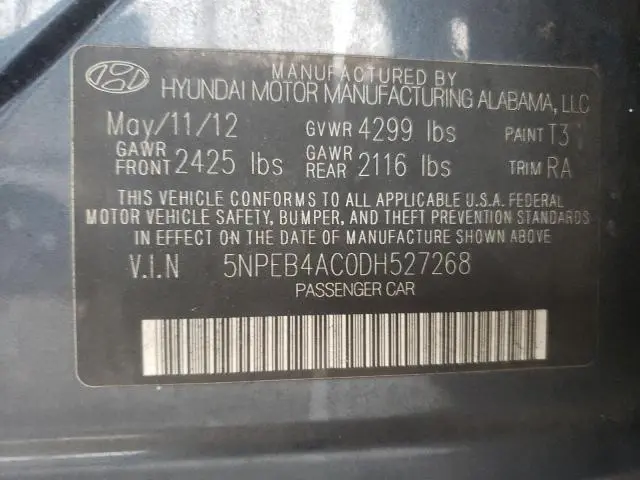 MANUFACTURED BY
HYUNDAI MOTOR MANUFACTURING ALABAMA, LLC
May/11/12 GVWR 4299 lbs PAINT T3
GAWR FRONT 2425 lbs GAWR REAR 2116 lbs TRIM RA
THIS VEHICLE CONFORMS TO ALL APPLICABLE U.S.A. FEDERAL
MOTOR VEHICLE SAFETY, BUMPER, AND THEFT PREVENTION STANDARDS
IN EFFECT ON THE DATE OF MANUFACTURE SHOWN ABOVE
V.I.N 5NPEB4AC0DH527268
PASSENGER CAR